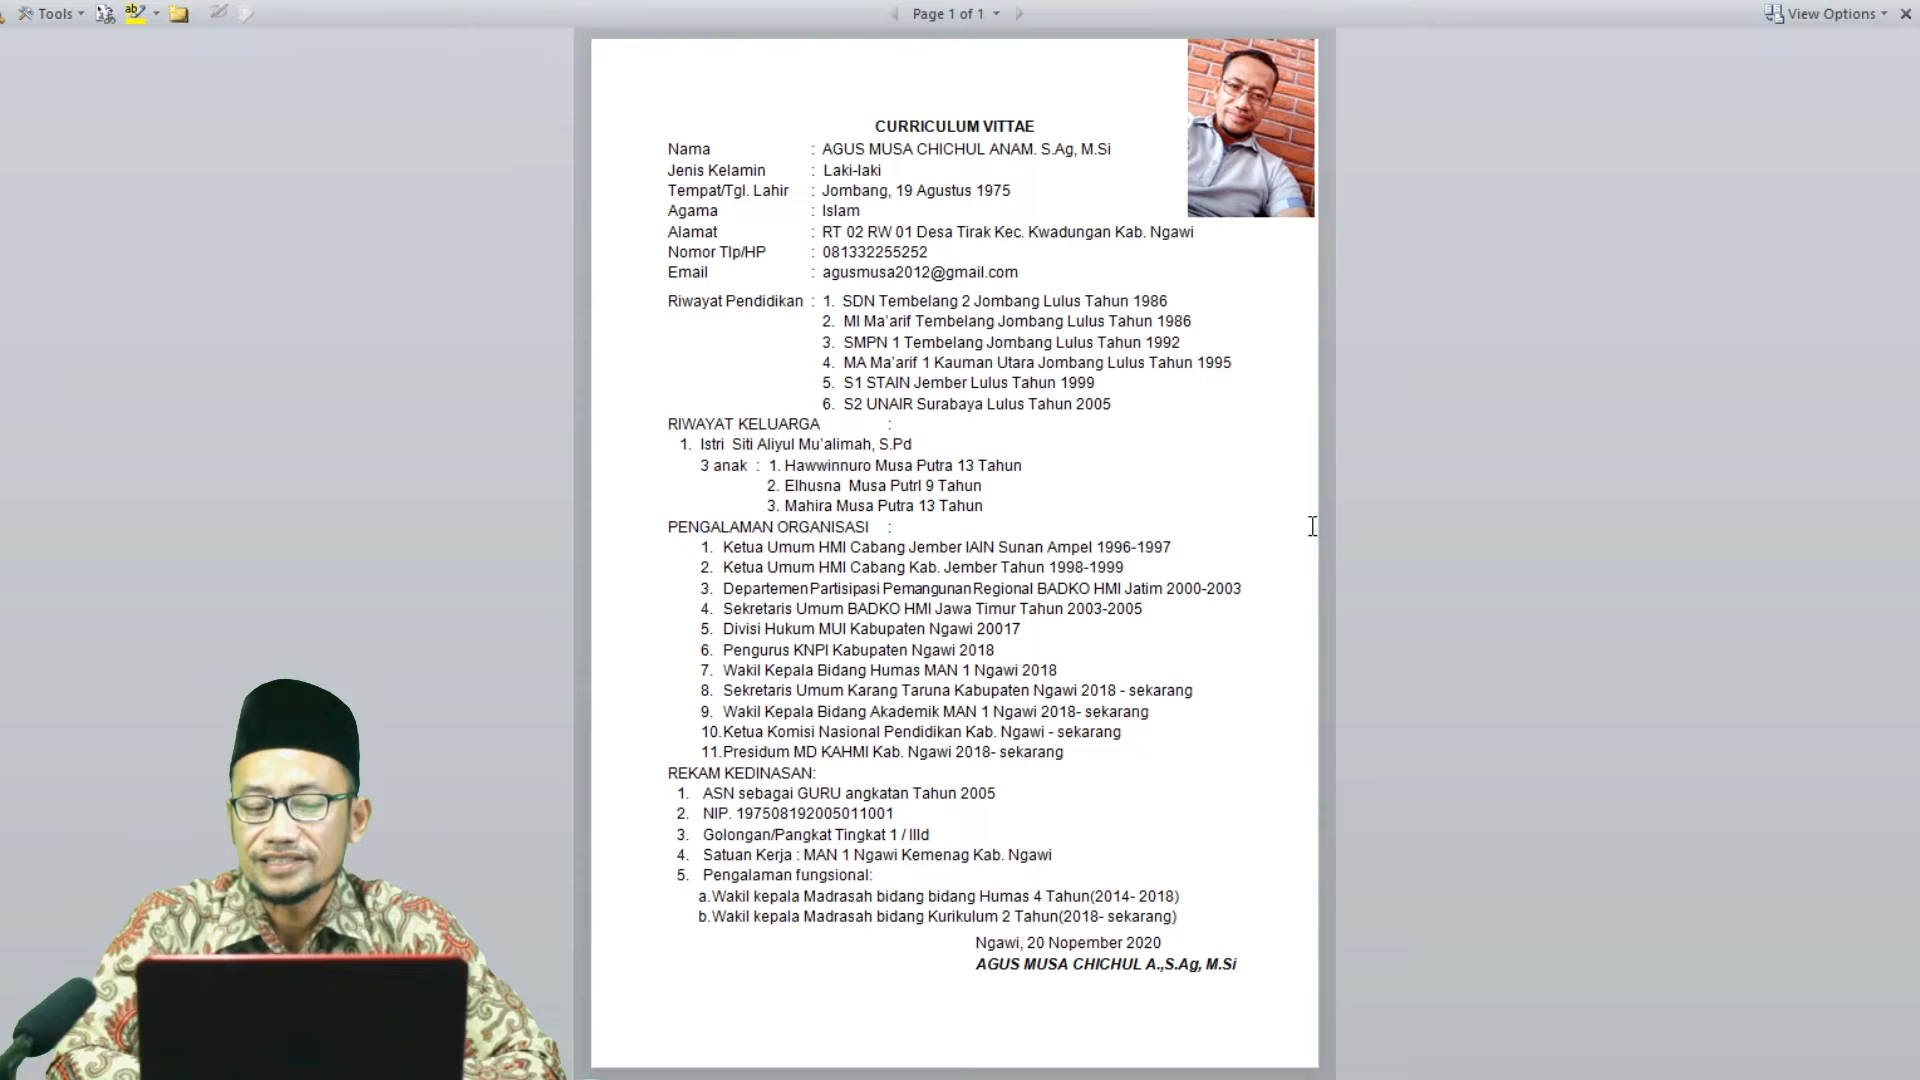 Tools
Page 1 of 1
View Options
CURRICULUM VITTAE
Nama : AGUS MUSA CHICHUL ANAM. S.Ag, M.Si
Jenis Kelamin : Laki-laki
Tempat/Tgl. Lahir : Jombang, 19 Agustus 1975
Agama : Islam
Alamat : RT 02 RW 01 Desa Tirak Kec. Kwadungan Kab. Ngawi
Nomor Tlp/HP : 081332255252
Email : agusmusa2012@gmail.com
Riwayat Pendidikan : 1. SDN Tembelang 2 Jombang Lulus Tahun 1986
2. MI Ma’arif Tembelang Jombang Lulus Tahun 1986
3. SMPN 1 Tembelang Jombang Lulus Tahun 1992
4. MA Ma’arif 1 Kauman Utara Jombang Lulus Tahun 1995
5. S1 STAIN Jember Lulus Tahun 1999
6. S2 UNAIR Surabaya Lulus Tahun 2005
RIWAYAT KELUARGA :
1. Istri Siti Aliyul Mu’alimah, S.Pd
3 anak : 1. Hawwinnuro Musa Putra 13 Tahun
2. Elhusna Musa PutrI 9 Tahun
3. Mahira Musa Putra 13 Tahun
PENGALAMAN ORGANISASI :
1. Ketua Umum HMI Cabang Jember IAIN Sunan Ampel 1996-1997
2. Ketua Umum HMI Cabang Kab. Jember Tahun 1998-1999
3. Departemen Partisipasi Pemangunan Regional BADKO HMI Jatim 2000-2003
4. Sekretaris Umum BADKO HMI Jawa Timur Tahun 2003-2005
5. Divisi Hukum MUI Kabupaten Ngawi 20017
6. Pengurus KNPI Kabupaten Ngawi 2018
7. Wakil Kepala Bidang Humas MAN 1 Ngawi 2018
8. Sekretaris Umum Karang Taruna Kabupaten Ngawi 2018 - sekarang
9. Wakil Kepala Bidang Akademik MAN 1 Ngawi 2018- sekarang
10.Ketua Komisi Nasional Pendidikan Kab. Ngawi - sekarang
11.Presidum MD KAHMI Kab. Ngawi 2018- sekarang
REKAM KEDINASAN:
1. ASN sebagai GURU angkatan Tahun 2005
2. NIP. 197508192005011001
3. Golongan/Pangkat Tingkat 1 / IIId
4. Satuan Kerja : MAN 1 Ngawi Kemenag Kab. Ngawi
5. Pengalaman fungsional:
a.Wakil kepala Madrasah bidang bidang Humas 4 Tahun(2014- 2018)
b.Wakil kepala Madrasah bidang Kurikulum 2 Tahun(2018- sekarang)
Ngawi, 20 Nopember 2020
AGUS MUSA CHICHUL A.,S.Ag, M.Si